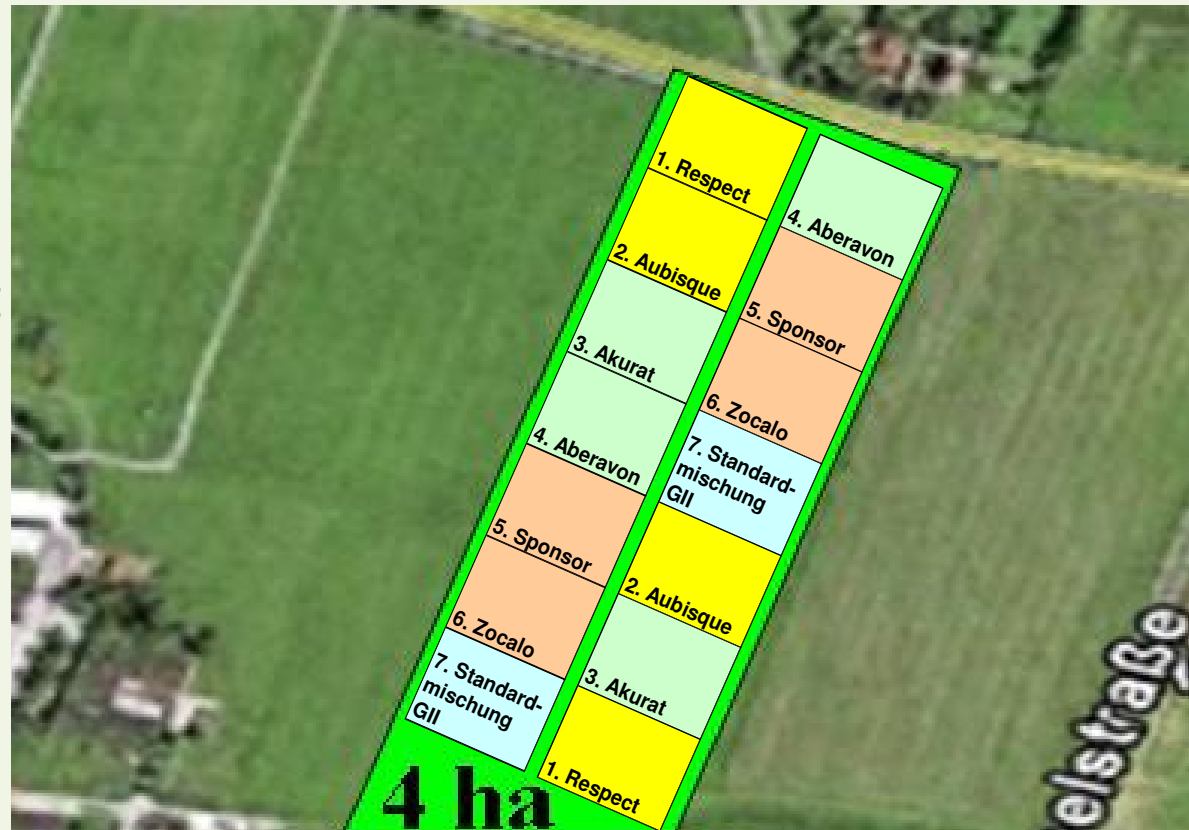 1. Respect
2. Aubisque
3. Akurat
4. Aberavon
5. Sponsor
6. Zocalo
7. Standard-
mischung
GII
4. Aberavon
5. Sponsor
6. Zocalo
7. Standard-
mischung
GII
2. Aubisque
3. Akurat
1. Respect
4 ha
elstraße